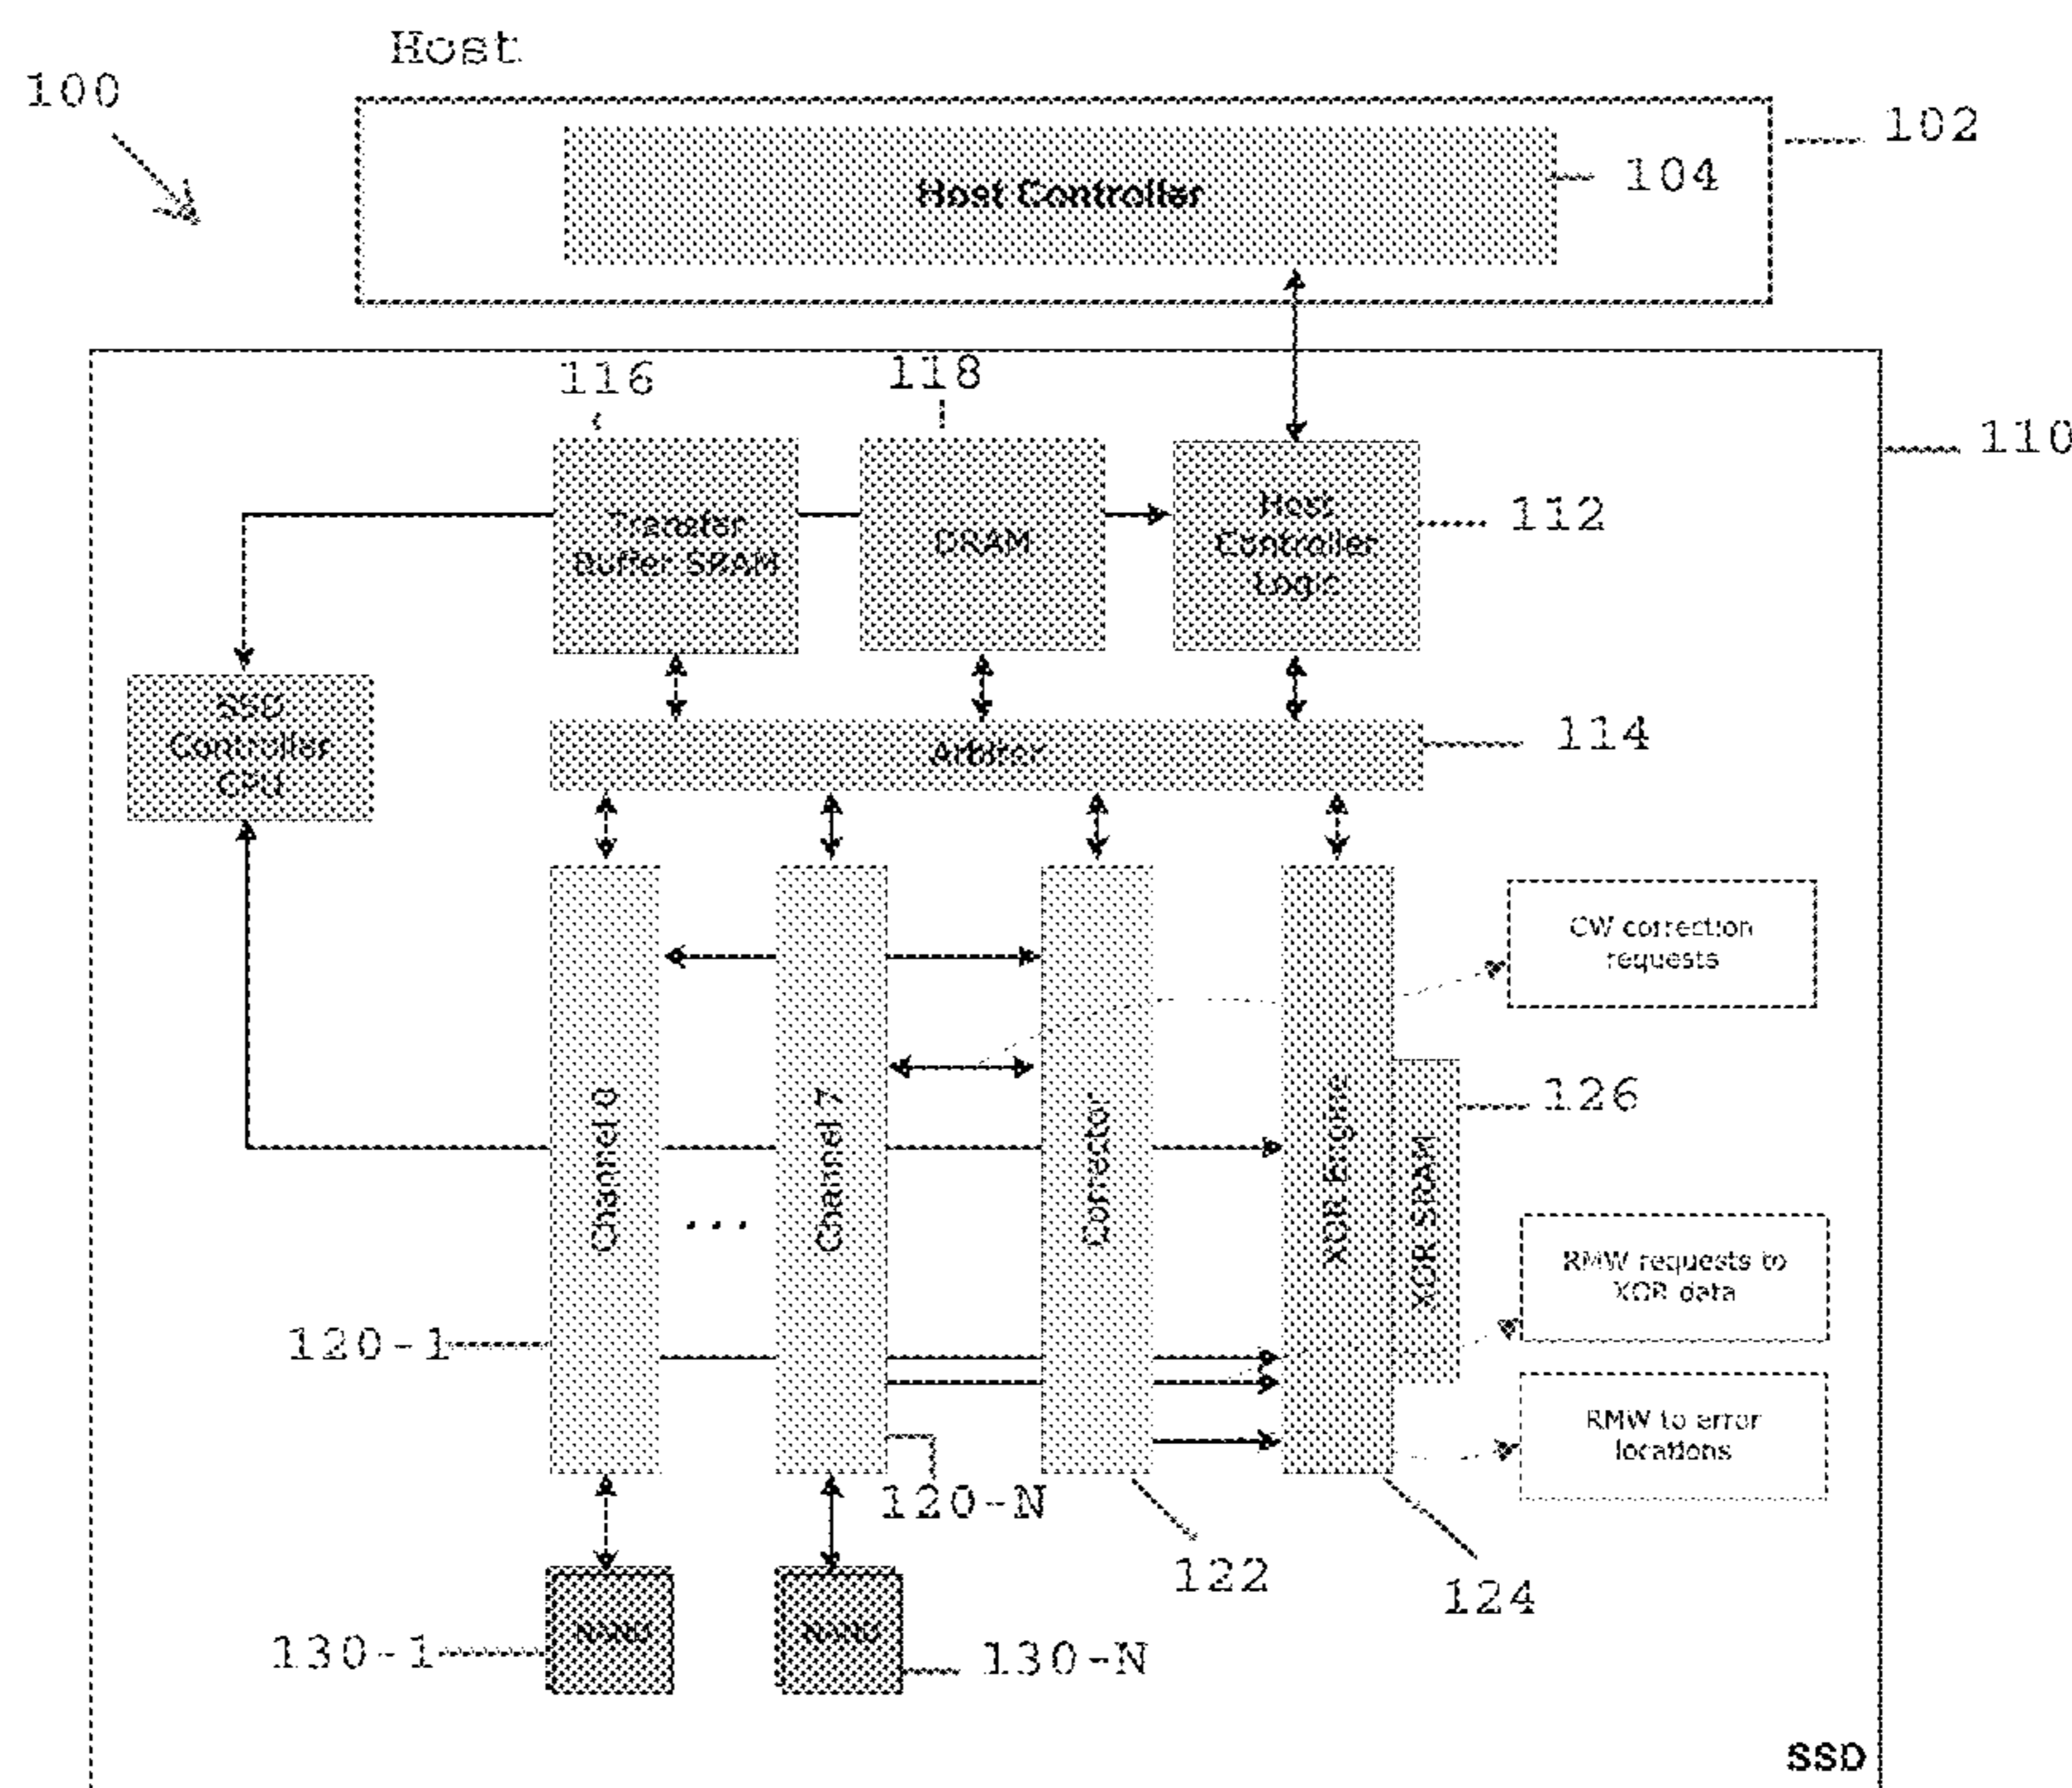 Host
100
102
Host Controller
104
116
118
110
Transfer
Buffer SRAM
DRAM
Host
Controller
Logic
112
SSD
Controller
CPU
Arbiter
114
CW correction
requests
Channel 0
Channel 7
Corrector
XOR Engine
XOR SRAM
126
...
RMW requests to
XOR data
120-1
RMW to error
locations
120-N
122
124
NAND
NAND
130-1
130-N
SSD